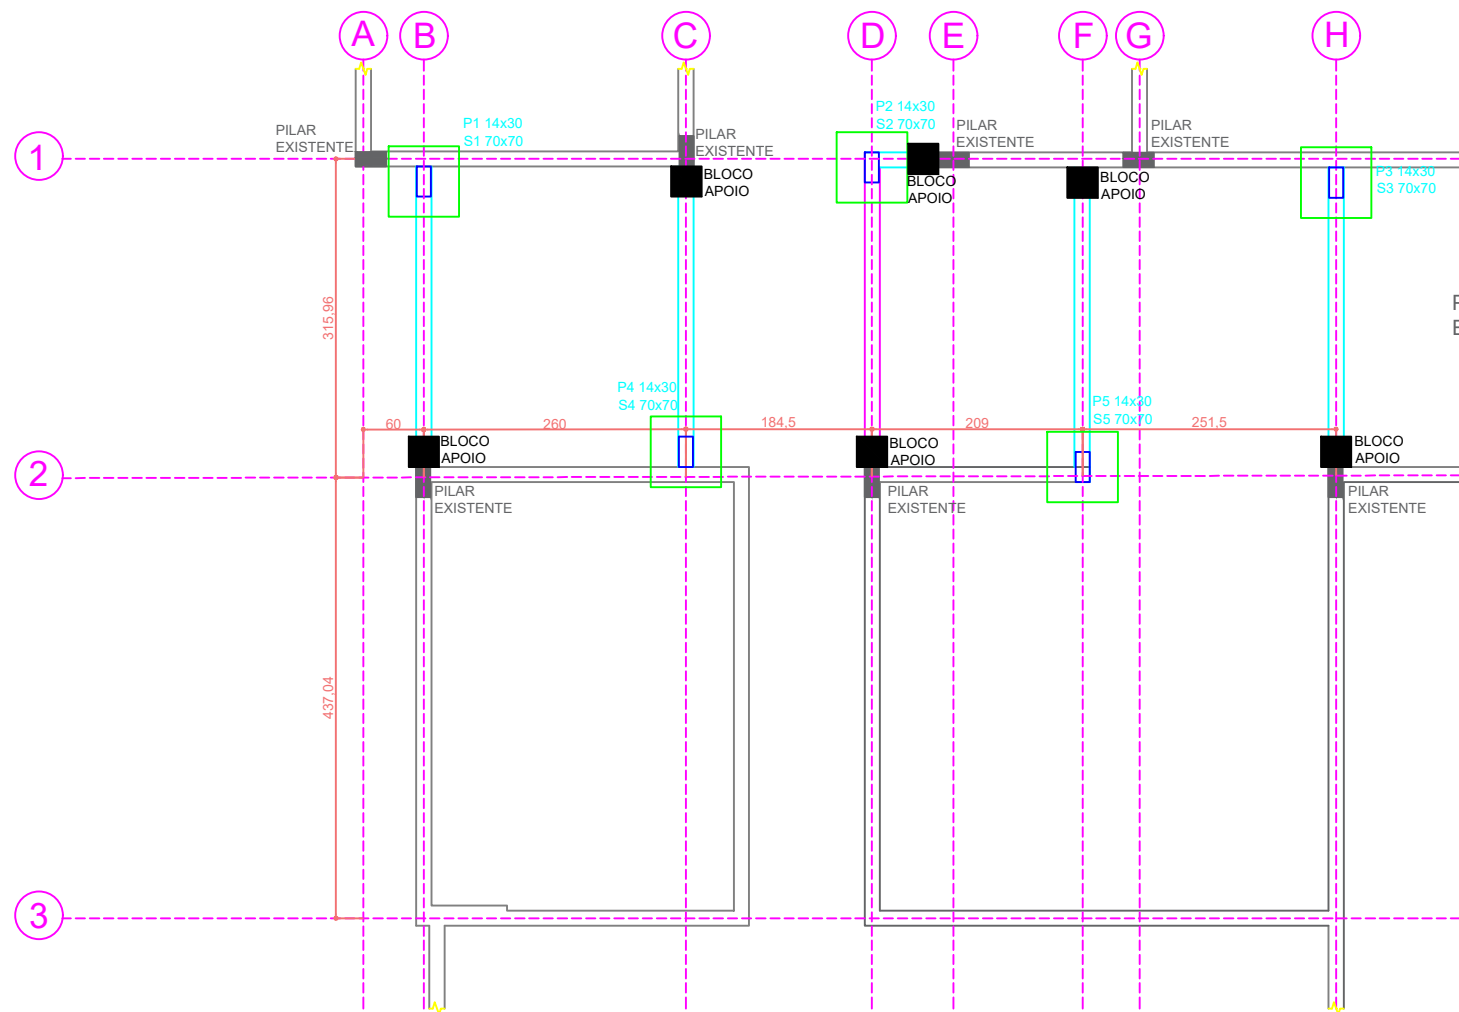 A
B
C
D
E
F
G
H
1
PILAR
EXISTENTE
P1 14x30
S1 70x70
PILAR
EXISTENTE
BLOCO
APOIO
P2 14x30
S2 70x70
PILAR
EXISTENTE
BLOCO
APOIO
BLOCO
APOIO
PILAR
EXISTENTE
P3 14x30
S3 70x70
315,96
P4 14x30
S4 70x70
P5 14x30
S5 70x70
60
260
184,5
209
251,5
2
BLOCO
APOIO
PILAR
EXISTENTE
BLOCO
APOIO
PILAR
EXISTENTE
BLOCO
APOIO
PILAR
EXISTENTE
437,04
3